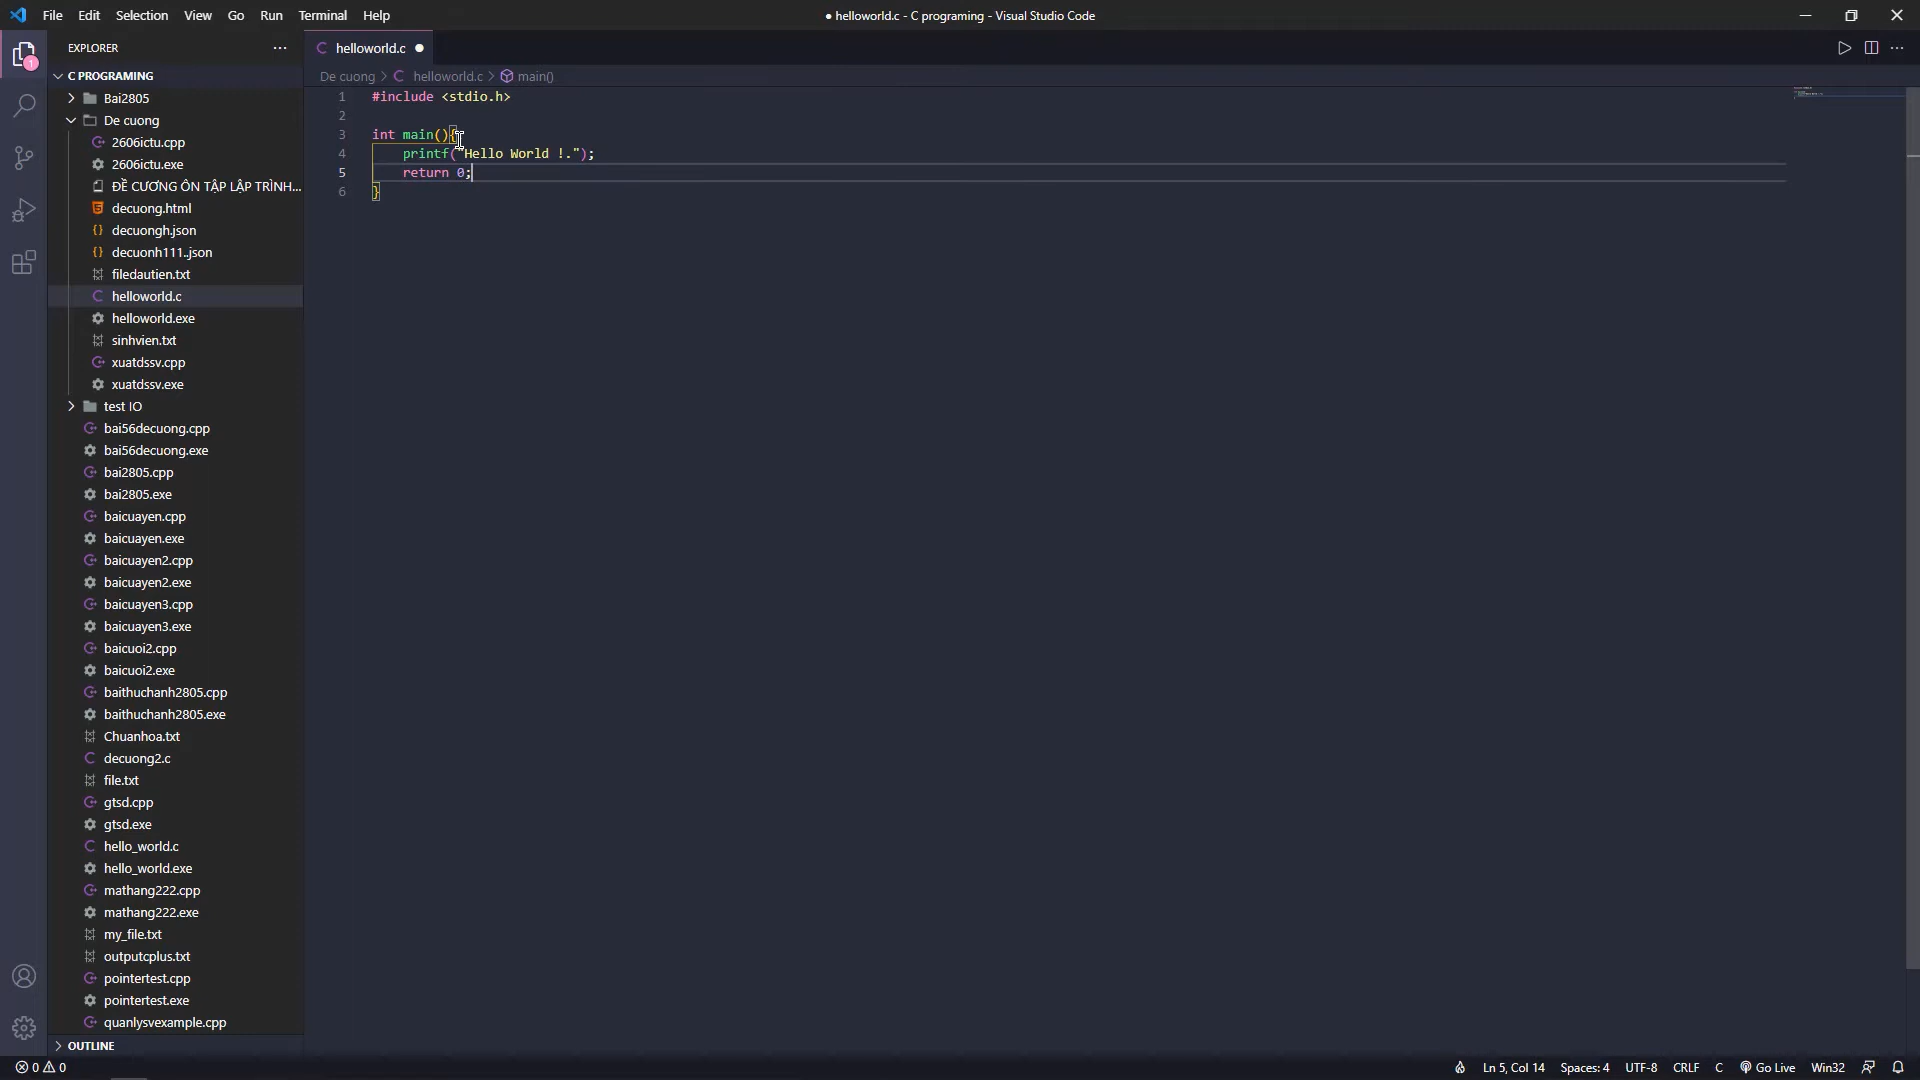 File Edit Selection View Go Run Terminal Help
● helloworld.c - C programing - Visual Studio Code
EXPLORER
1
C PROGRAMING
Bai2805
De cuong
2606ictu.cpp
2606ictu.exe
ĐỀ CƯƠNG ÔN TẬP LẬP TRÌNH...
decuong.html
decuongh.json
decuonh111..json
filedautien.txt
helloworld.c
helloworld.exe
sinhvien.txt
xuatdssv.cpp
xuatdssv.exe
test IO
bai56decuong.cpp
bai56decuong.exe
bai2805.cpp
bai2805.exe
baicuayen.cpp
baicuayen.exe
baicuayen2.cpp
baicuayen2.exe
baicuayen3.cpp
baicuayen3.exe
baicuoi2.cpp
baicuoi2.exe
baithuchanh2805.cpp
baithuchanh2805.exe
Chuanhoa.txt
decuong2.c
file.txt
gtsd.cpp
gtsd.exe
hello_world.c
hello_world.exe
mathang222.cpp
mathang222.exe
my_file.txt
outputcplus.txt
pointertest.cpp
pointertest.exe
quanlysvexample.cpp
OUTLINE
helloworld.c
De cuong > helloworld.c > main()
1 #include <stdio.h>
2
3 int main(){
4 printf("Hello World !.");
5 return 0;
6 }
0 0
Ln 5, Col 14 Spaces: 4 UTF-8 CRLF C Go Live Win32